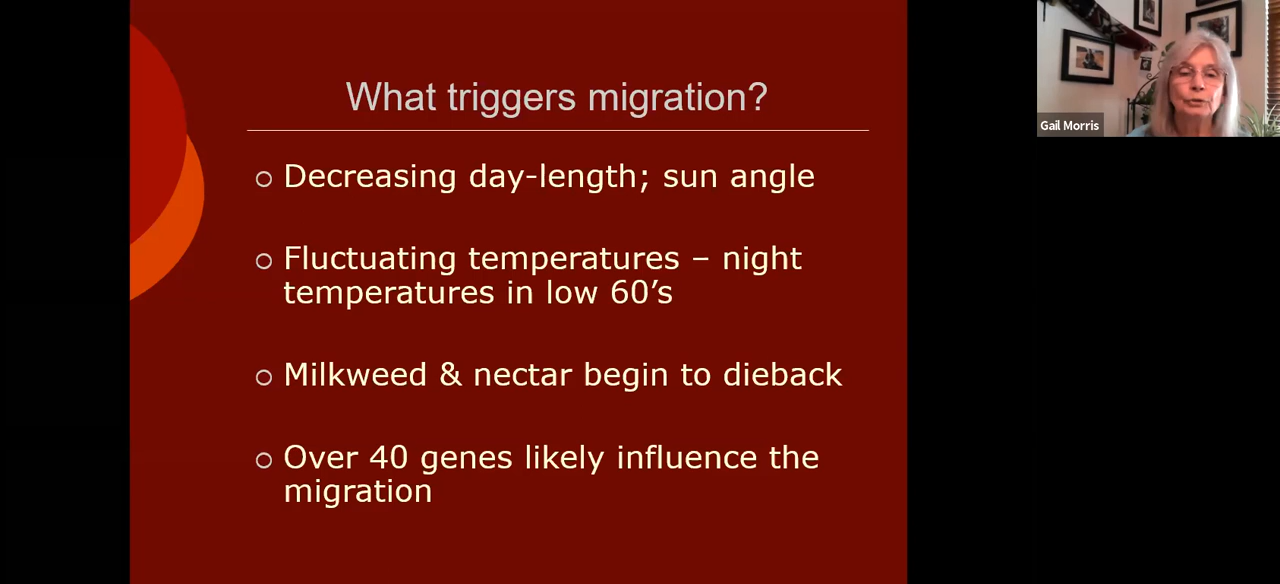 What triggers migration?
Decreasing day-length; sun angle
Fluctuating temperatures – night
temperatures in low 60’s
Milkweed & nectar begin to dieback
Over 40 genes likely influence the
migration
Gail Morris